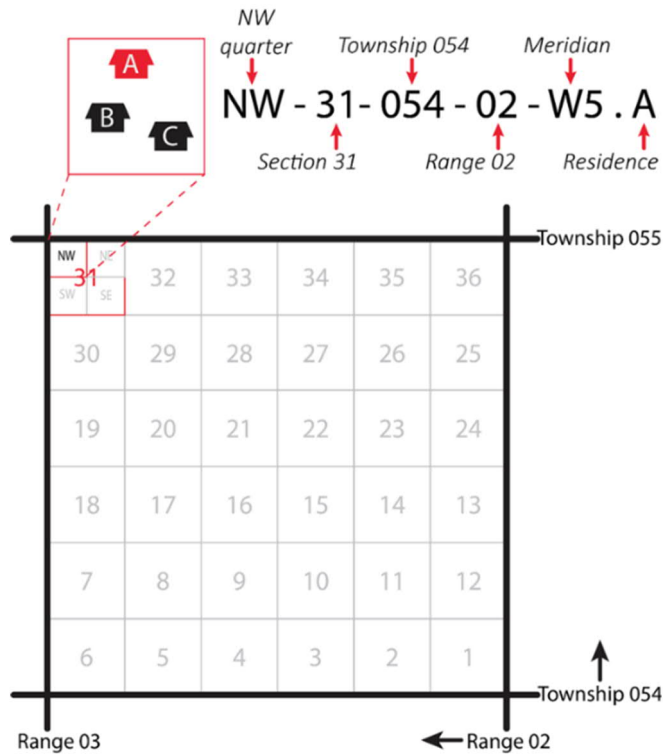 NW
quarter
Township 054
Meridian
A
B
C
NW - 31 - 054 - 02 - W5 . A
Section 31
Range 02
Residence
Township 055
NW NE
31
SW SE
32 33 34 35 36
30 29 28 27 26 25
19 20 21 22 23 24
18 17 16 15 14 13
7 8 9 10 11 12
6 5 4 3 2 1
Township 054
Range 03
Range 02